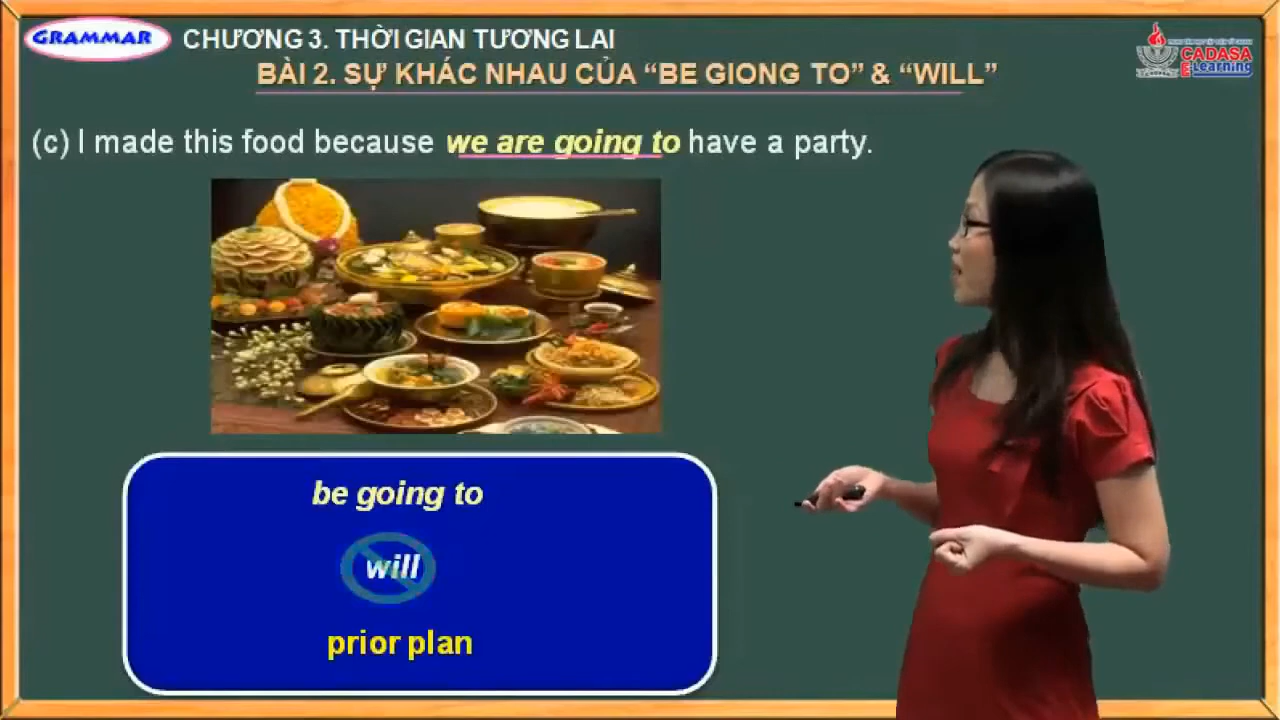 GRAMMAR
CHƯƠNG 3. THỜI GIAN TƯƠNG LAI
BÀI 2. SỰ KHÁC NHAU CỦA “BE GIONG TO” & “WILL”
CADASA
E Learning
(c) I made this food because we are going to have a party.
be going to
will
prior plan